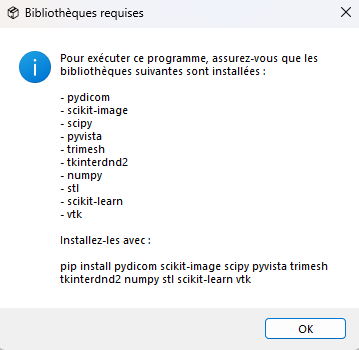 Bibliothèques requises
Pour exécuter ce programme, assurez-vous que les
bibliothèques suivantes sont installées :
- pydicom
- scikit-image
- scipy
- pyvista
- trimesh
- tkinterdnd2
- numpy
- stl
- scikit-learn
- vtk
Installez-les avec :
pip install pydicom scikit-image scipy pyvista trimesh
tkinterdnd2 numpy stl scikit-learn vtk
OK